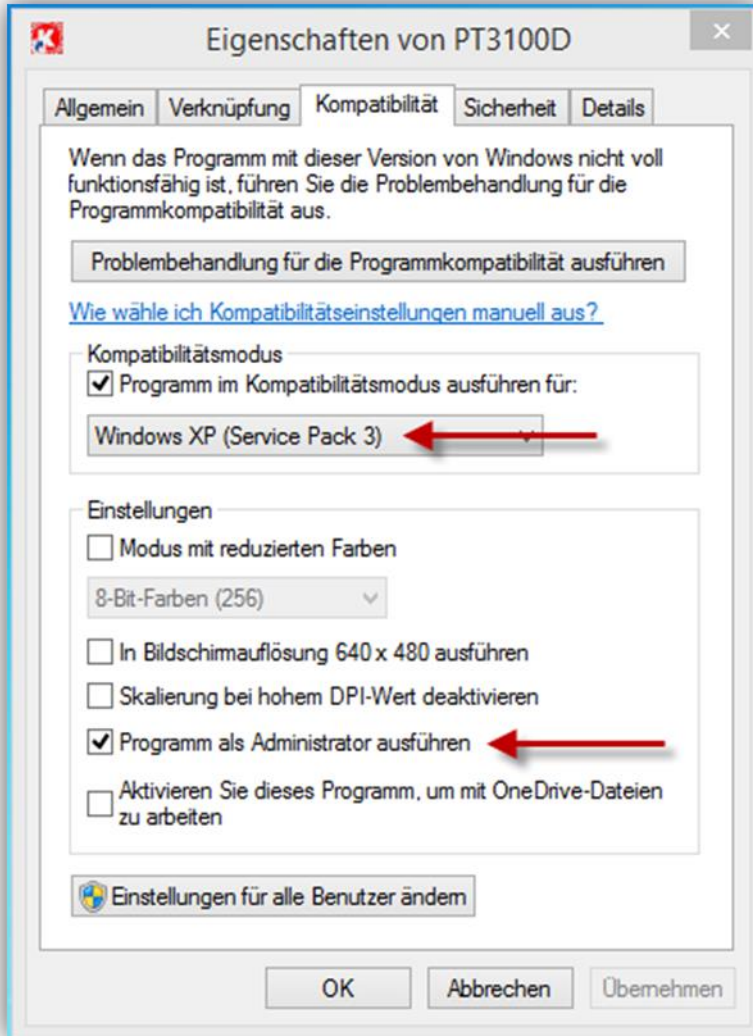 Eigenschaften von PT3100D
Allgemein Verknüpfung Kompatibilität Sicherheit Details
Wenn das Programm mit dieser Version von Windows nicht voll
funktionsfähig ist, führen Sie die Problembehandlung für die
Programmkompatibilität aus.
Problembehandlung für die Programmkompatibilität ausführen
Wie wähle ich Kompatibilitätseinstellungen manuell aus?
Kompatibilitätsmodus
Programm im Kompatibilitätsmodus ausführen für:
Windows XP (Service Pack 3)
Einstellungen
Modus mit reduzierten Farben
8-Bit-Farben (256)
In Bildschirmauflösung 640 x 480 ausführen
Skalierung bei hohem DPI-Wert deaktivieren
Programm als Administrator ausführen
Aktivieren Sie dieses Programm, um mit OneDrive-Dateien
zu arbeiten
Einstellungen für alle Benutzer ändern
OK Abbrechen Übernehmen